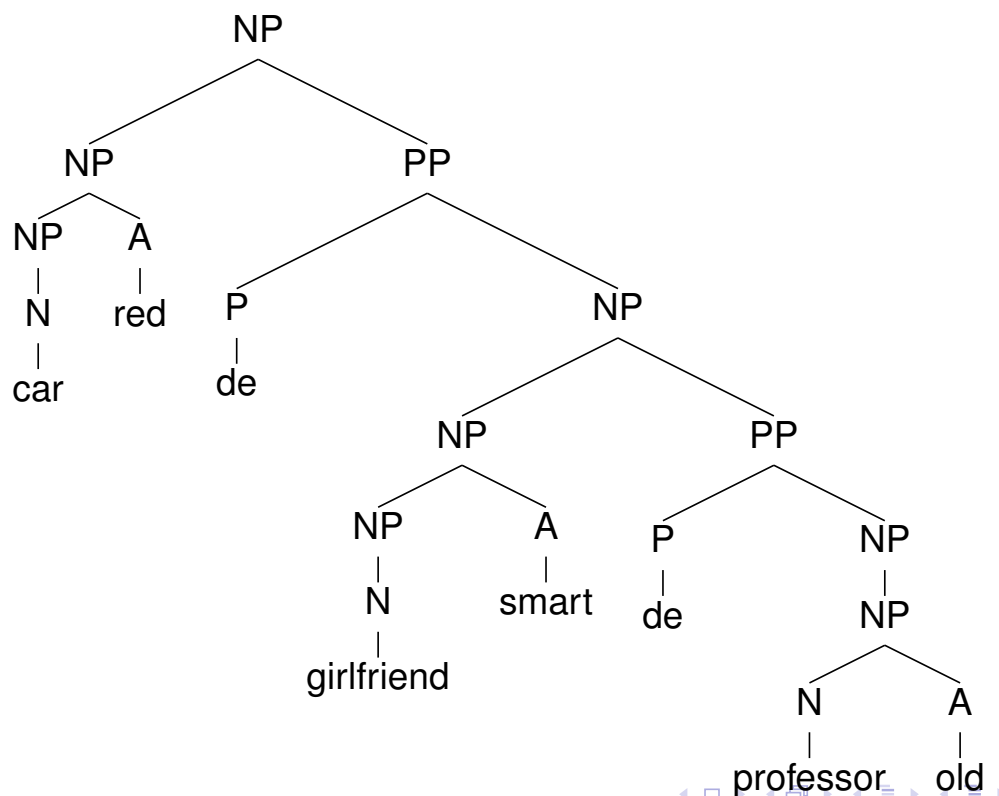 NP
NP PP
NP A
P NP
N red
car de
NP PP
NP A P NP
N smart de NP
girlfriend
N A
professor old